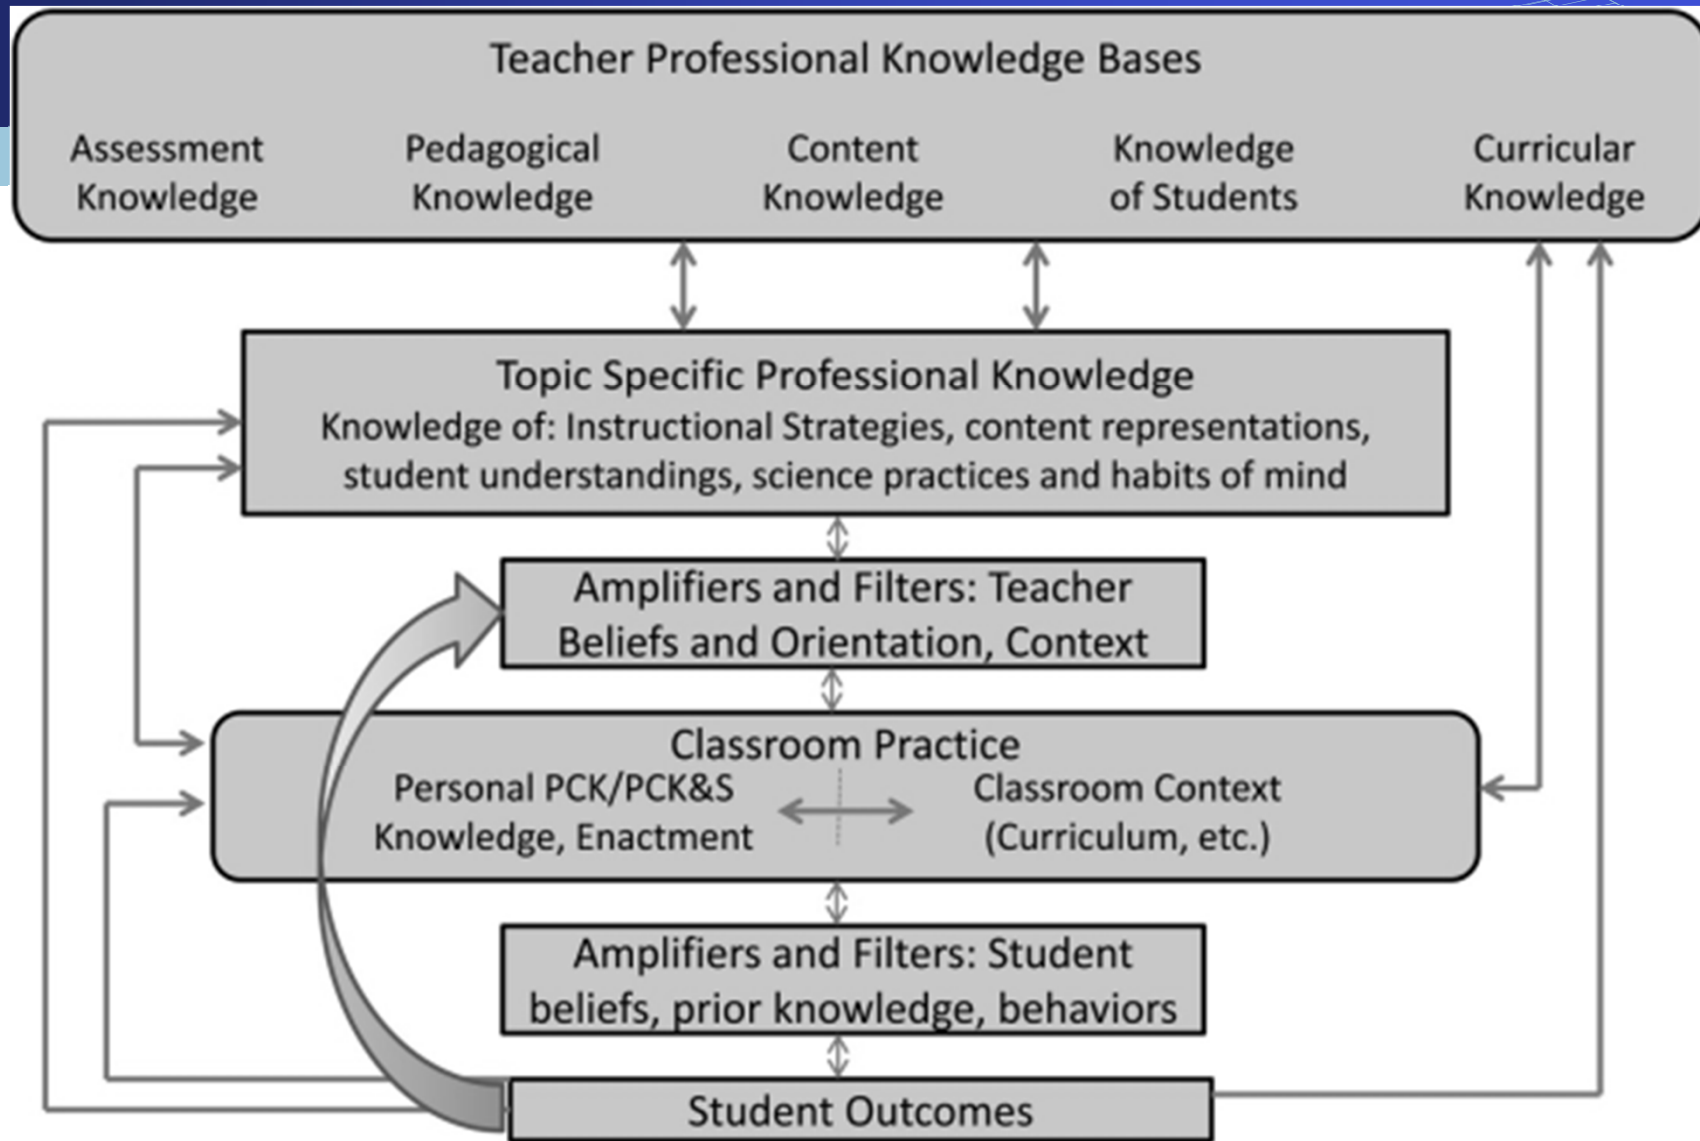 Teacher Professional Knowledge Bases
Assessment
Knowledge
Pedagogical
Knowledge
Content
Knowledge
Knowledge
of Students
Curricular
Knowledge
Topic Specific Professional Knowledge
Knowledge of: Instructional Strategies, content representations,
student understandings, science practices and habits of mind
Amplifiers and Filters: Teacher
Beliefs and Orientation, Context
Classroom Practice
Personal PCK/PCK&S
Knowledge, Enactment
Classroom Context
(Curriculum, etc.)
Amplifiers and Filters: Student
beliefs, prior knowledge, behaviors
Student Outcomes